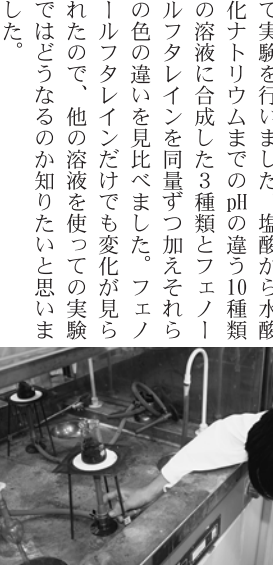 て実験を行いました。塩酸から水酸
化ナトリウムまでのpHの違う10種類
の溶液に合成した3種類とフェノー
ルフタレインを同量ずつ加えそれら
の色の違いを見比べました。フェノ
ールフタレインだけでも変化が見ら
れたので、他の溶液を使っての実験
ではどうなるのか知りたいと思いま
した。